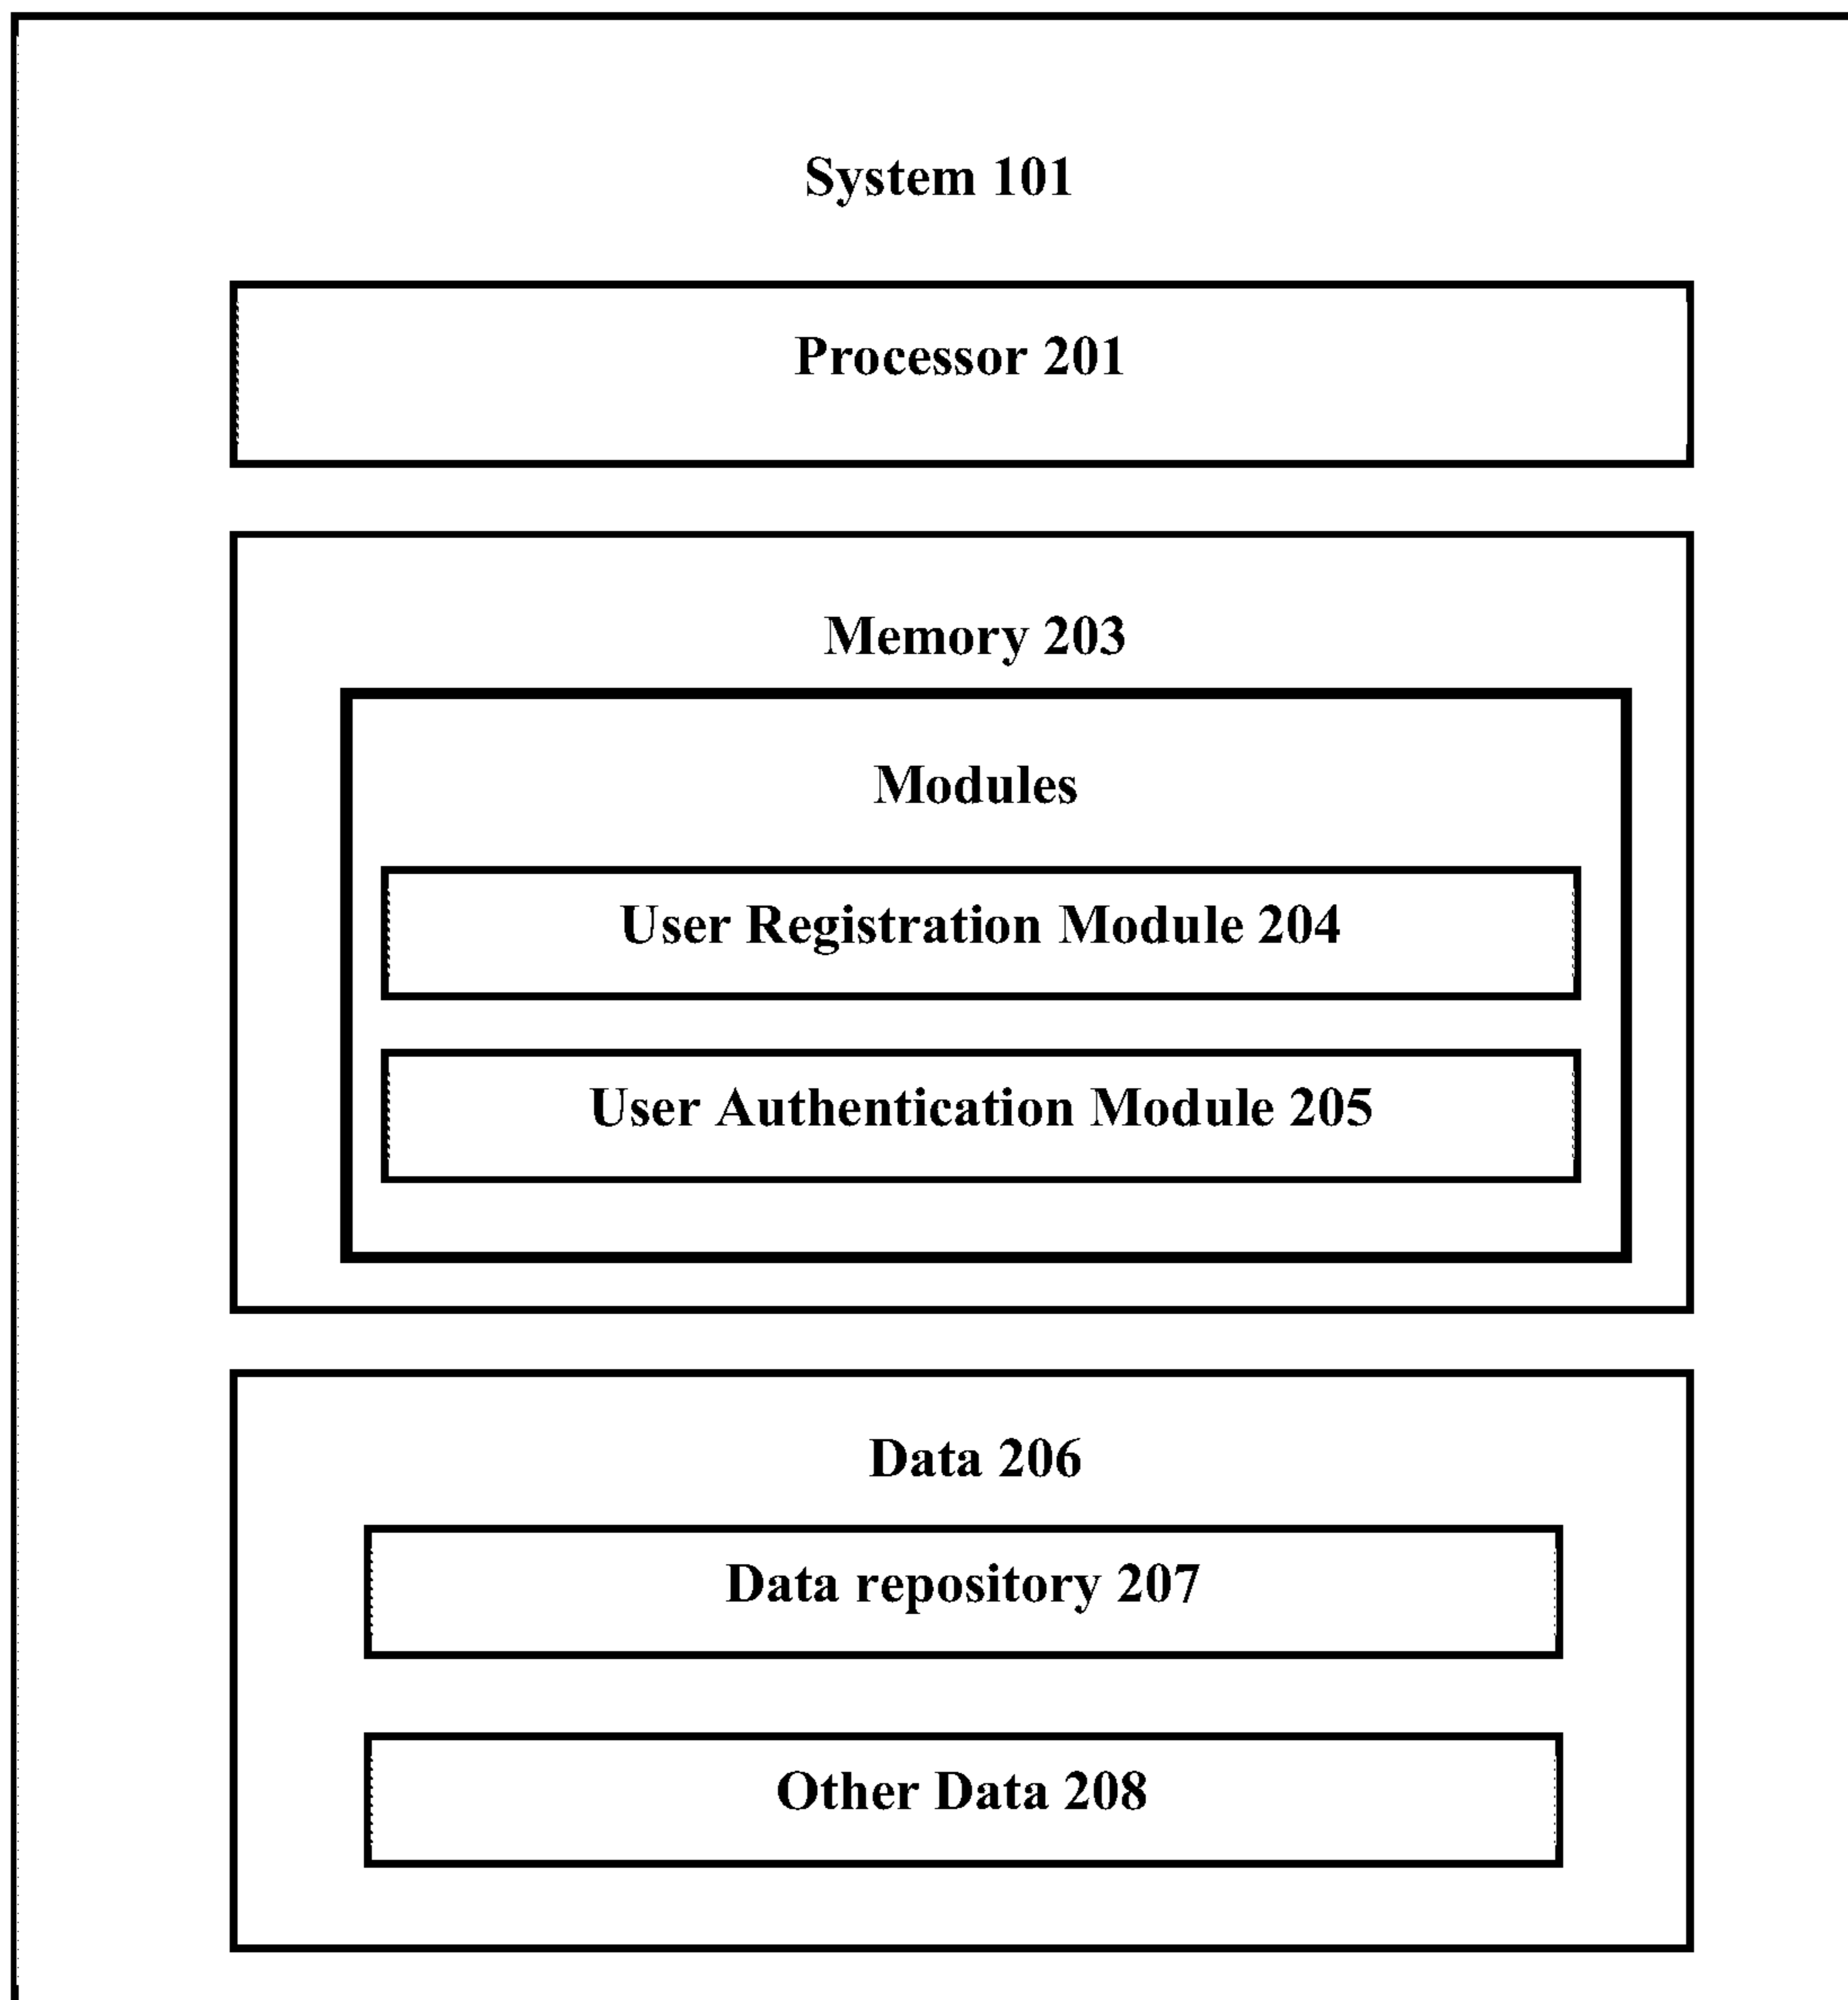 System 101
Processor 201
Memory 203
Modules
User Registration Module 204
User Authentication Module 205
Data 206
Data repository 207
Other Data 208